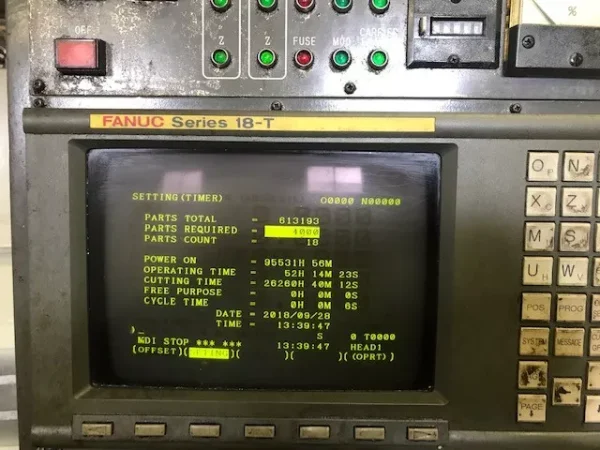 OFF
Z Z FUSE
%
FANUC Series 18-T
SETTING(TIMER) O0000 N00000
PARTS TOTAL = 613193
PARTS REQUIRED =
PARTS COUNT = 18
POWER ON = 95531H 56M
OPERATING TIME = 52H 14M 23S
CUTTING TIME = 26260H 40M 12S
FREE PURPOSE = 0H 0M 0S
CYCLE TIME = 0H 0M 6S
DATE = 2018/09/28
TIME = 13:39:47
)_ S 0 T0000
MDI STOP *** *** 13:39:47 HEAD1
(OFFSET)(SETTING)( )( )((OPRT))
O N
X Z
M S
U H W
POS PROG
SYSTEM MESSAGE
PAGE